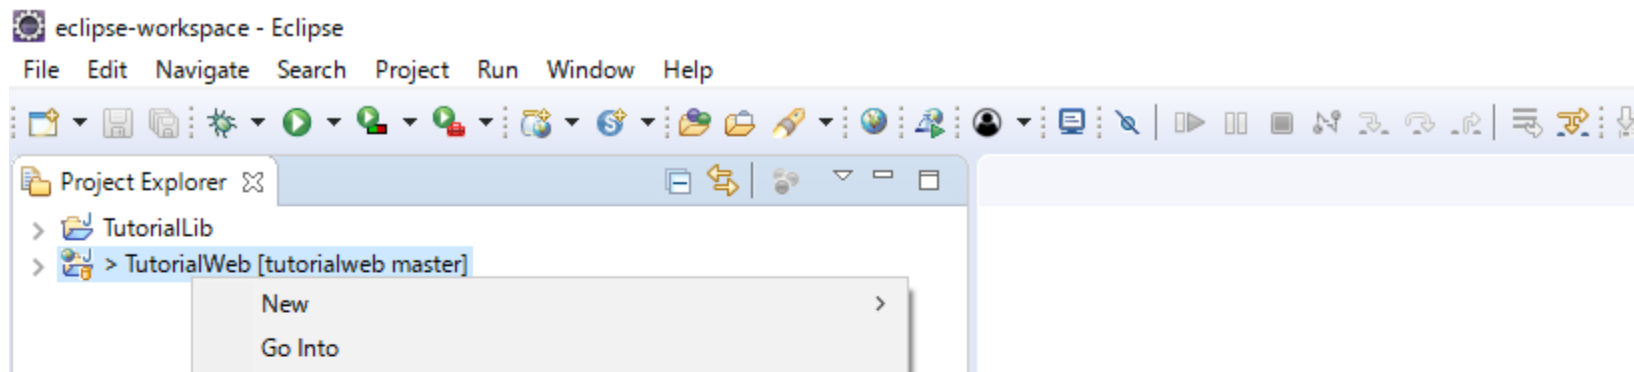 eclipse-workspace - Eclipse
File Edit Navigate Search Project Run Window Help
Project Explorer
TutorialLib
> TutorialWeb [tutorialweb master]
New
Go Into